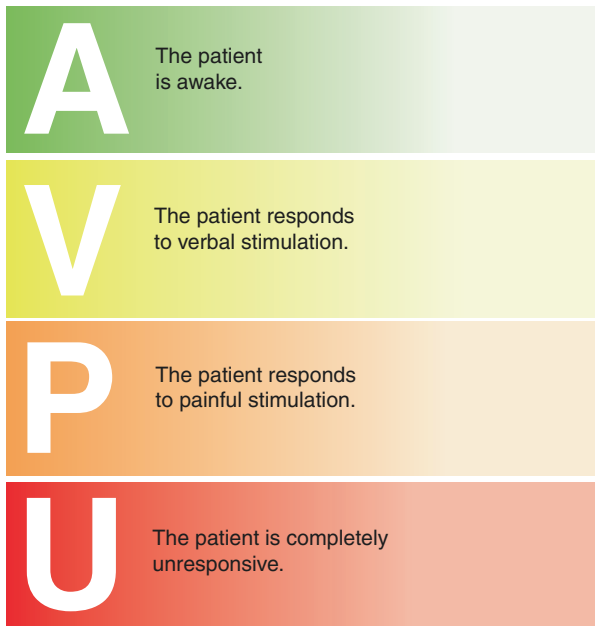 A
The patient
is awake.
V
The patient responds
to verbal stimulation.
P
The patient responds
to painful stimulation.
U
The patient is completely
unresponsive.